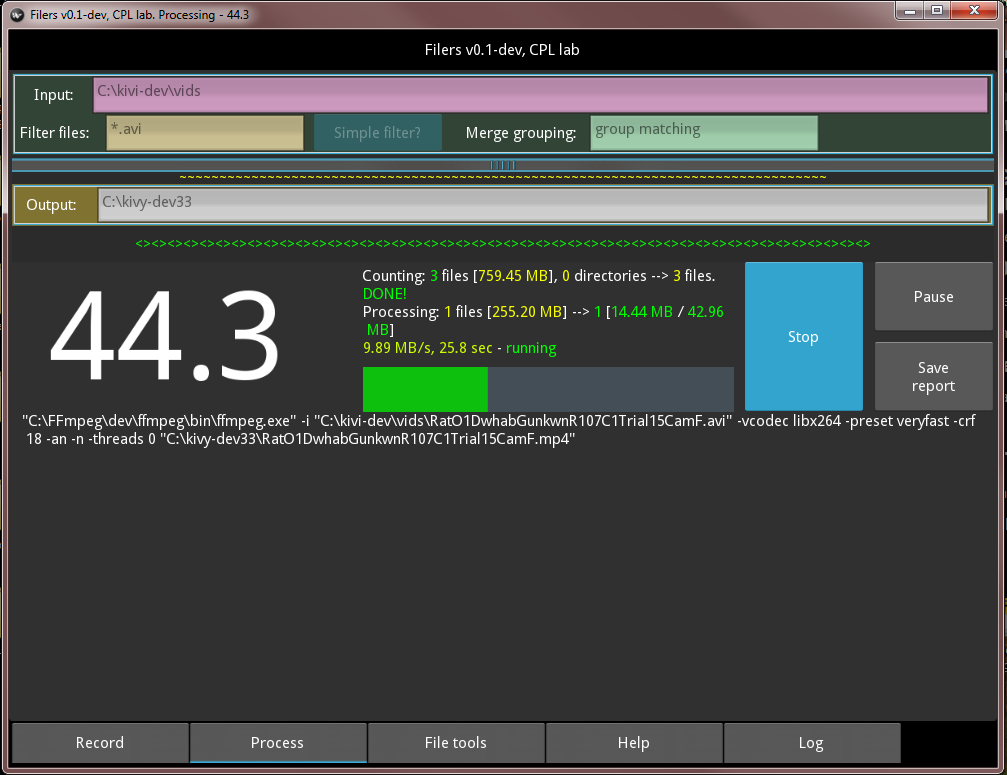 Filers v0.1-dev, CPL lab. Processing - 44.3
Filers v0.1-dev, CPL lab
Input: C:\kivi-dev\vids
Filter files: *.avi Simple filter? Merge grouping: group matching
~~~~~~~~~~~~~~~~~~~~~~~~~~~~~~~~~~~~~~~~~~~~~~~~~~~~~~~~~~~~~~~~~~~~~~~~~~~~~~~~~
Output: C:\kivy-dev33
<><><><><><><><><><><><><><><><><><><><><><><><><><><><><><><><><><><><><><><><><><><><><><>
44.3
Counting: 3 files [759.45 MB], 0 directories --> 3 files.
DONE!
Processing: 1 files [255.20 MB] --> 1 [14.44 MB / 42.96
MB]
9.89 MB/s, 25.8 sec - running
Stop
Pause
Save
report
"C:\FFmpeg\dev\ffmpeg\bin\ffmpeg.exe" -i "C:\kivi-dev\vids\RatO1DwhabGunkwnR107C1Trial15CamF.avi" -vcodec libx264 -preset veryfast -crf
18 -an -n -threads 0 "C:\kivy-dev33\RatO1DwhabGunkwnR107C1Trial15CamF.mp4"
Record Process File tools Help Log